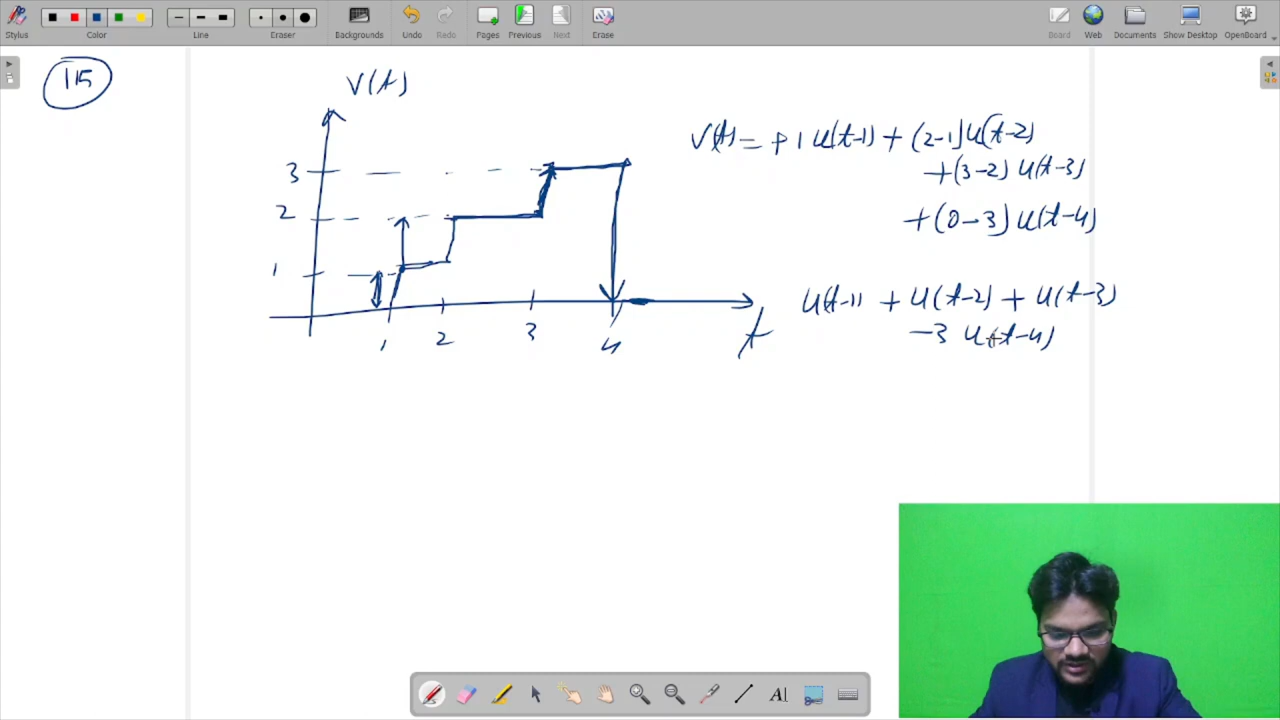 Stylus
Color
Line
Eraser
Backgrounds
Undo
Redo
Pages
Previous
Next
Erase
Board
Web
Documents
Show Desktop
OpenBoard
115
V(t)
3
2
1
1
2
3
4
t
V(t) = +1 u(t-1) + (2-1)u(t-2)
+(3-2) u(t-3)
+(0-3) u(t-4)
u(t-1) + u(t-2) + u(t-3)
-3 u(t-4)